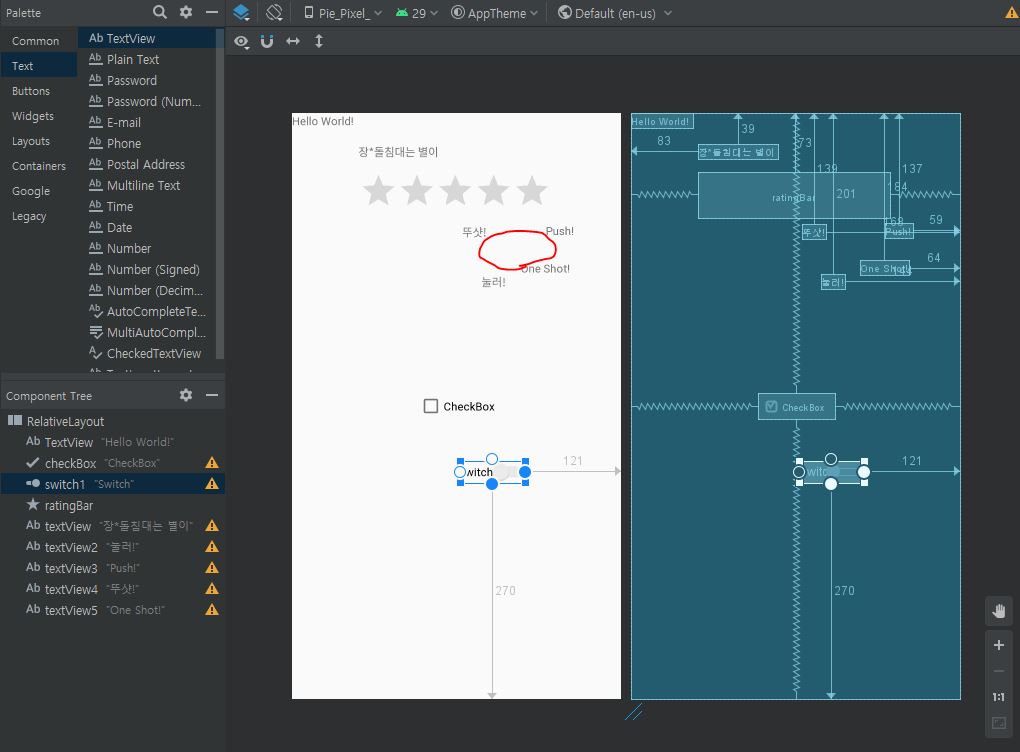 Palette
Pie_Pixel_
29
AppTheme
Default (en-us)
Common
Text
Buttons
Widgets
Layouts
Containers
Google
Legacy
Ab TextView
Ab Plain Text
Ab Password
Ab Password (Num...
Ab E-mail
Ab Phone
Ab Postal Address
Ab Multiline Text
Ab Time
Ab Date
Ab Number
Ab Number (Signed)
Ab Number (Decim...
AutoCompleteTe...
MultiAutoCompl...
CheckedTextView
Component Tree
RelativeLayout
Ab TextView "Hello World!"
checkBox "CheckBox"
switch1 "Switch"
ratingBar
Ab textView "장*돌침대는 별이"
Ab textView2 "눌러!"
Ab textView3 "Push!"
Ab textView4 "뚜샷!"
Ab textView5 "One Shot!"
Hello World!
장*돌침대는 별이
뚜샷!
Push!
One Shot!
눌러!
CheckBox
witch
121
270
Hello World!
39
83
73
장*돌침대는 별이
139
137
184
ratingBar
201
168
59
뚜샷!
Push!
64
One Shot!
눌러!
CheckBox
witch
121
270
1:1